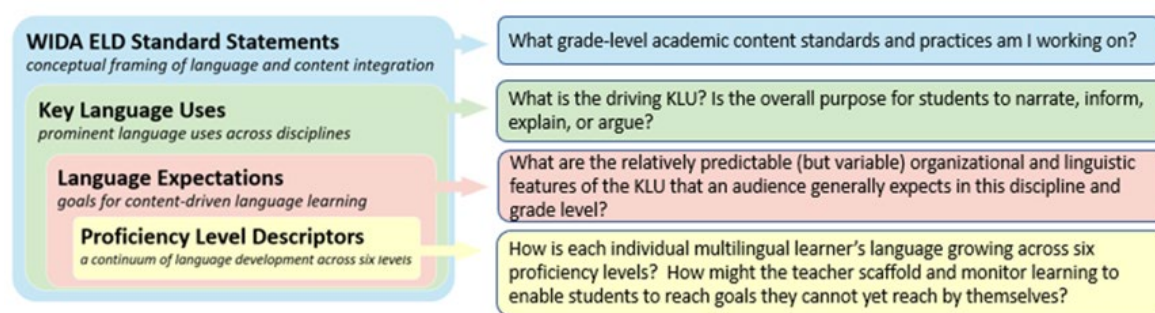 WIDA ELD Standard Statements
conceptual framing of language and content integration
What grade-level academic content standards and practices am I working on?
Key Language Uses
prominent language uses across disciplines
What is the driving KLU? Is the overall purpose for students to narrate, inform,
explain, or argue?
Language Expectations
goals for content-driven language learning
What are the relatively predictable (but variable) organizational and linguistic
features of the KLU that an audience generally expects in this discipline and
grade level?
Proficiency Level Descriptors
a continuum of language development across six levels
How is each individual multilingual learner's language growing across six
proficiency levels? How might the teacher scaffold and monitor learning to
enable students to reach goals they cannot yet reach by themselves?